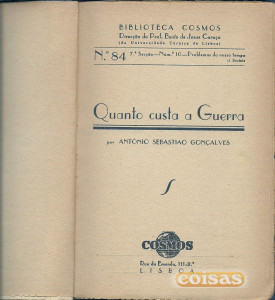 BIBLIOTECA COSMOS
Direcção do Prof. Bento de Jesus Caraça
(da Universidade Técnica de Lisboa)
N.º 84
7.ª Secção — Núm.º 10 — Problemas do nosso tempo
Quanto custa a Guerra
por ANTÓNIO SEBASTIÃO GONÇALVES
COSMOS
Rua da Emenda, 111-2.º
LISBOA
coisas